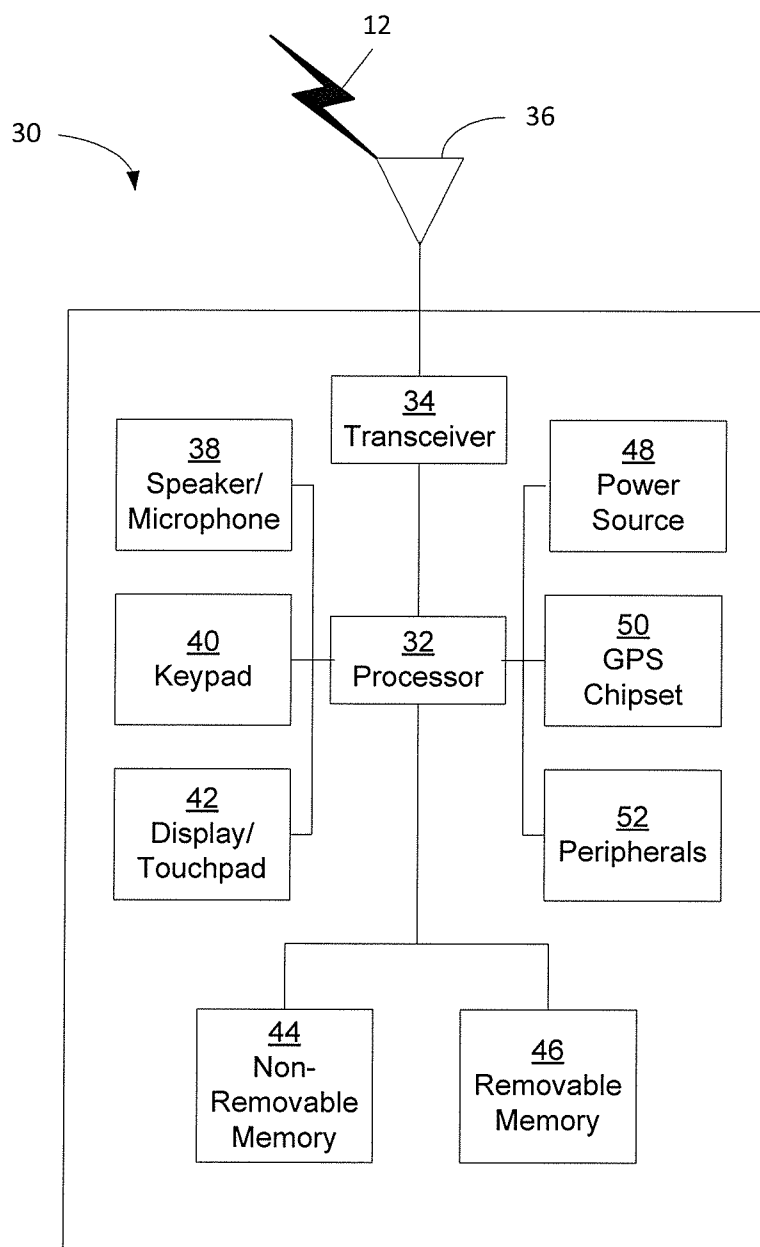 12
36
30
34
Transceiver
38
Speaker/
Microphone
48
Power
Source
40
Keypad
32
Processor
50
GPS
Chipset
42
Display/
Touchpad
52
Peripherals
44
Non-
Removable
Memory
46
Removable
Memory